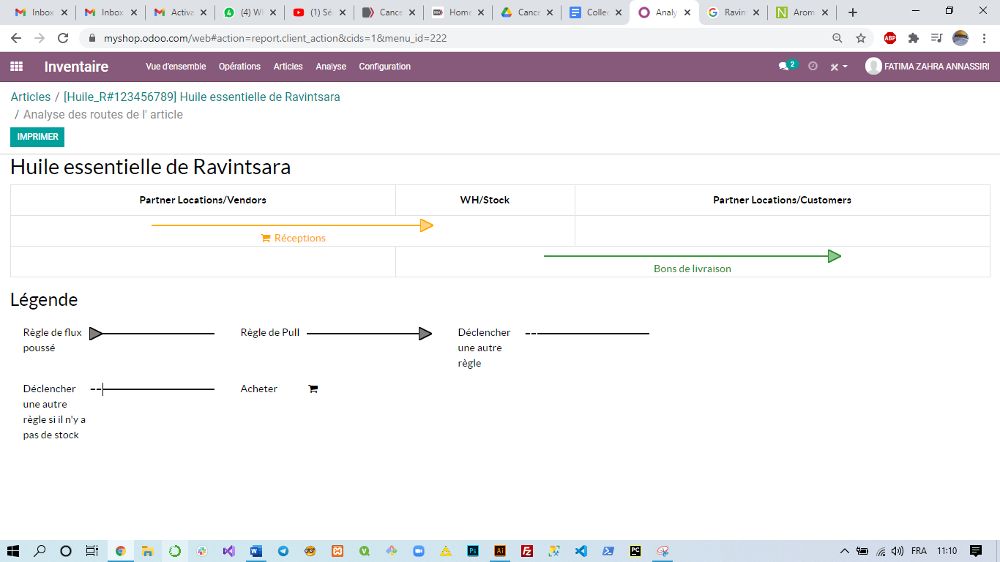 Inbox Inbox Activa (4) W (1) Sé Cance Home Cance Collec Analy Ravin Arom
myshop.odoo.com/web#action=report.client_action&cids=1&menu_id=222
ABP
Inventaire Vue d'ensemble Opérations Articles Analyse Configuration 2 FATIMA ZAHRA ANNASSIRI
Articles / [Huile_R#123456789] Huile essentielle de Ravintsara
/ Analyse des routes de l' article
IMPRIMER
Huile essentielle de Ravintsara
Partner Locations/Vendors WH/Stock Partner Locations/Customers
Réceptions
Bons de livraison
Légende
Règle de flux
poussé
Règle de Pull
Déclencher
une autre
règle
Déclencher
une autre
règle si il n'y a
pas de stock
Acheter
FRA 11:10